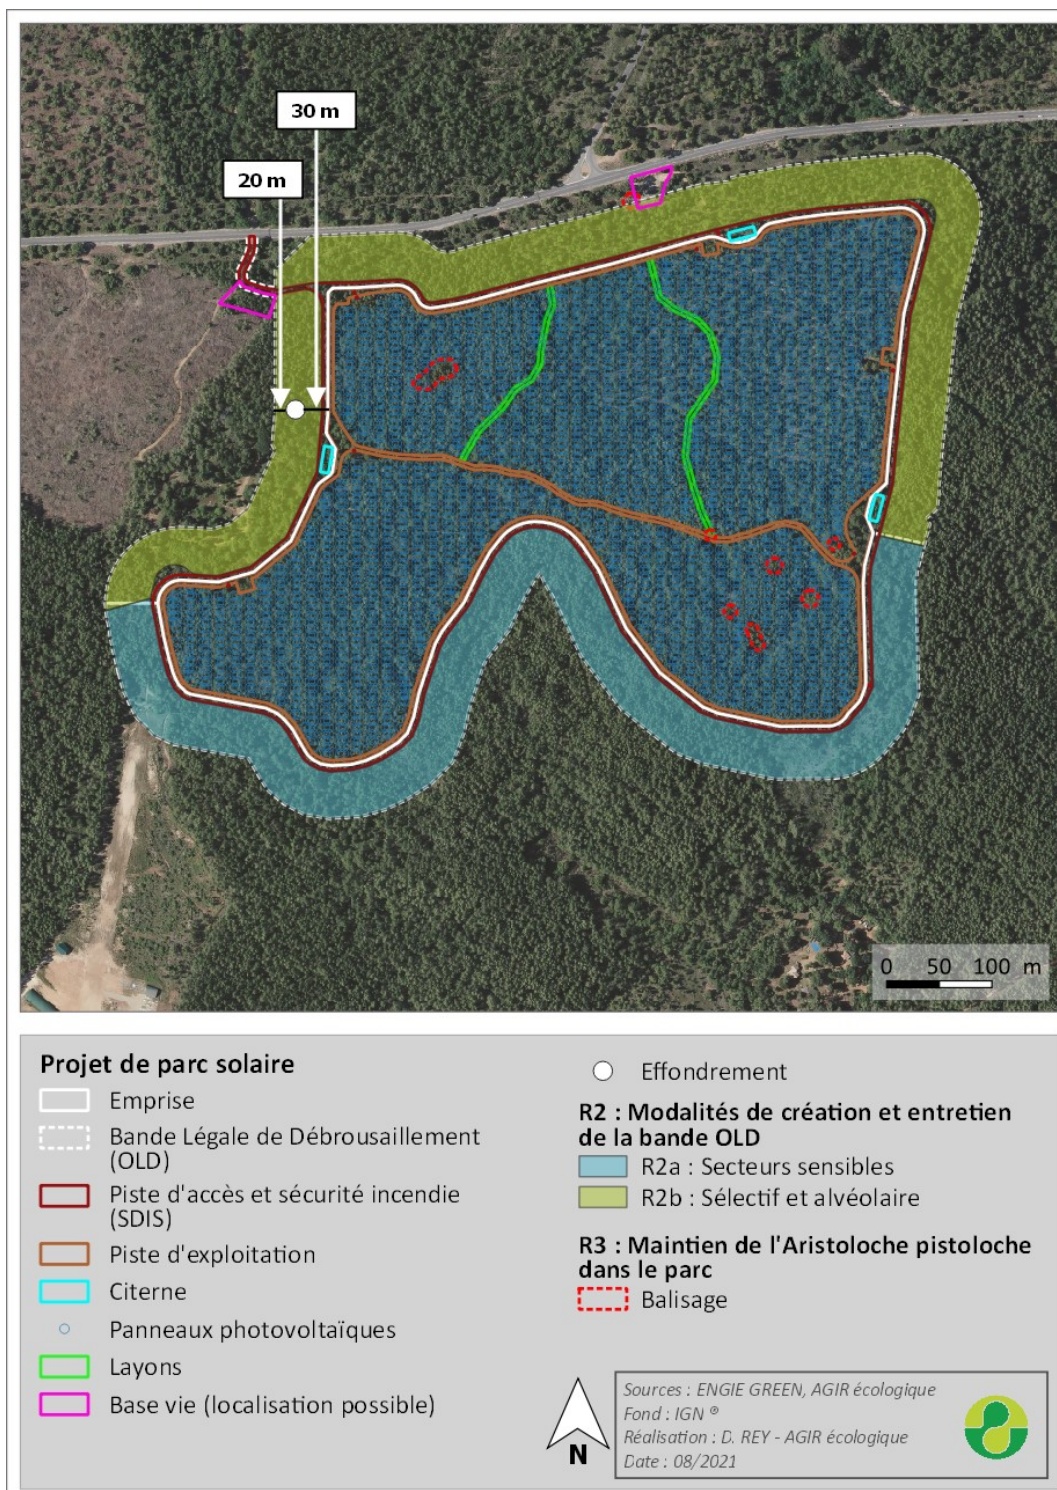 30 m
20 m
0 50 100 m
Projet de parc solaire
Emprise
Bande Légale de Débrousaillement
(OLD)
Piste d'accès et sécurité incendie
(SDIS)
Piste d'exploitation
Citerne
Panneaux photovoltaïques
Layons
Base vie (localisation possible)
Effondrement
R2 : Modalités de création et entretien
de la bande OLD
R2a : Secteurs sensibles
R2b : Sélectif et alvéolaire
R3 : Maintien de l'Aristoloche pistoloche
dans le parc
Balisage
N
Sources : ENGIE GREEN, AGIR écologique
Fond : IGN ®
Réalisation : D. REY - AGIR écologique
Date : 08/2021